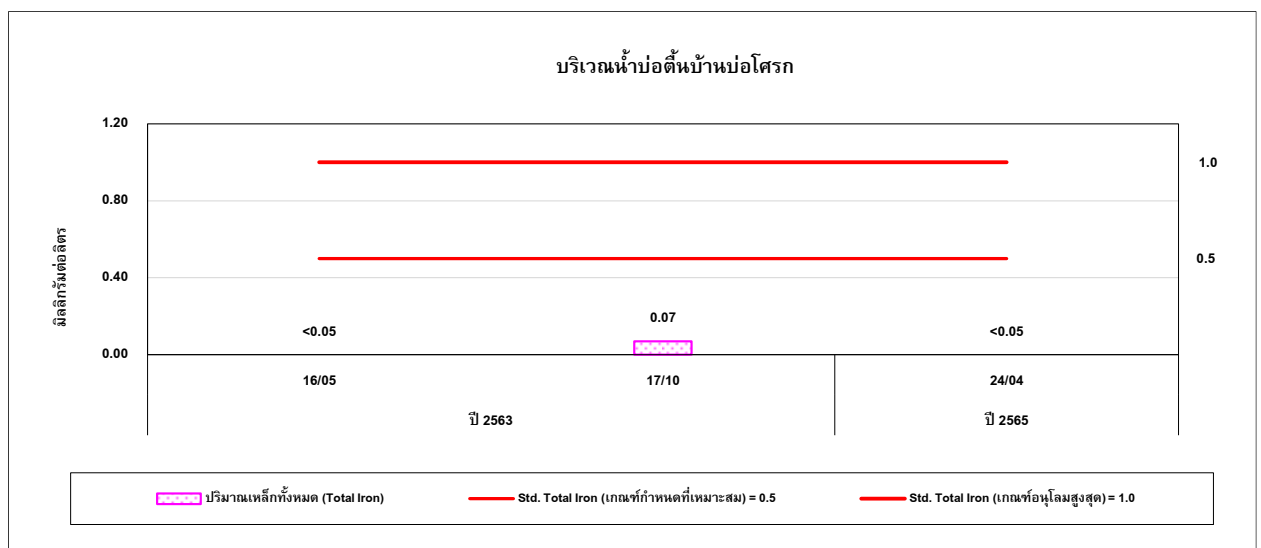 บริเวณน้ำบ่อตื้นบ้านบ่อโศรก
มิลลิกรัมต่อลิตร
1.20
0.80
0.40
0.00
1.0
0.5
<0.05
0.07
<0.05
16/05
17/10
24/04
ปี 2563
ปี 2565
ปริมาณเหล็กทั้งหมด (Total Iron)
Std. Total Iron (เกณฑ์กำหนดที่เหมาะสม) = 0.5
Std. Total Iron (เกณฑ์อนุโลมสูงสุด) = 1.0